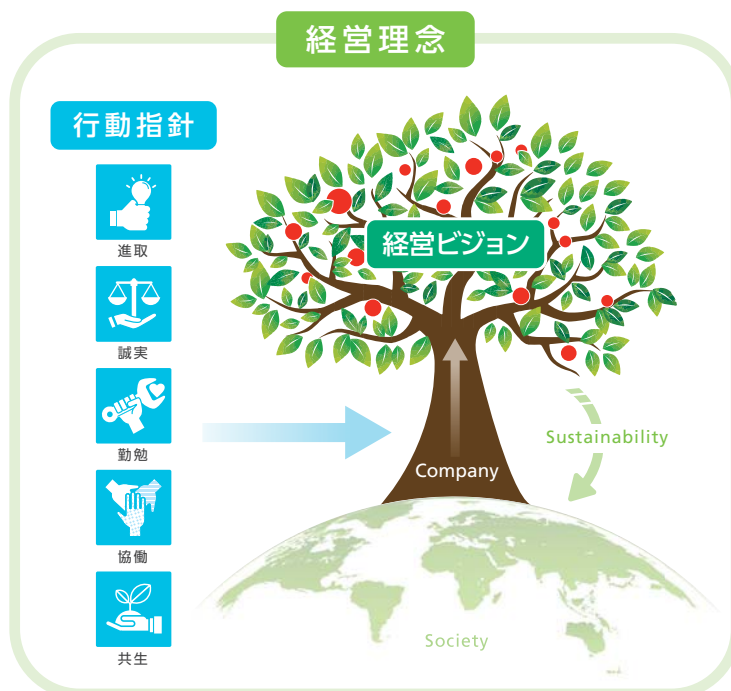 経営理念
行動指針
進取
誠実
勤勉
協働
共生
経営ビジョン
Company
Sustainability
Society